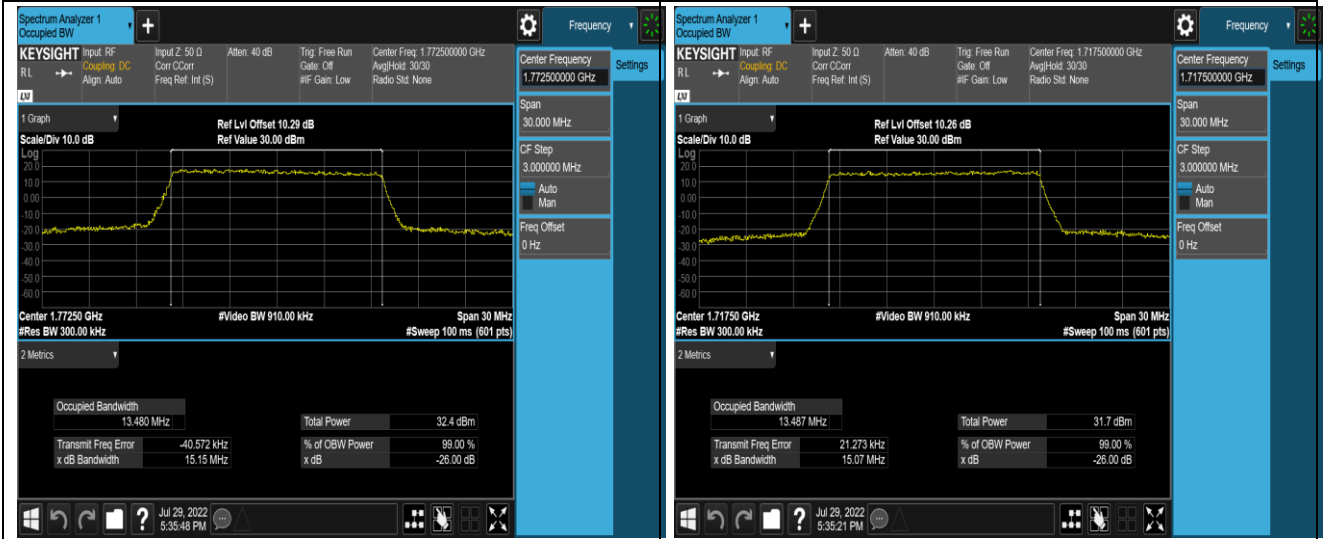 Spectrum Analyzer 1
Occupied BW
Frequency
KEYSIGHT
R L
LXI
Input: RF
Coupling: DC
Align: Auto
Input Z: 50 Ω
Corr CCorr
Freq Ref: Int (S)
Atten: 40 dB
Trig: Free Run
Gate: Off
#IF Gain: Low
Center Freq: 1.772500000 GHz
Avg|Hold: 30/30
Radio Std: None
Center Frequency
1.772500000 GHz
Settings
Span
30.000 MHz
CF Step
3.000000 MHz
Auto
Man
Freq Offset
0 Hz
1 Graph
Scale/Div 10.0 dB
Ref Lvl Offset 10.29 dB
Ref Value 30.00 dBm
Log
20.0
10.0
0.00
-10.0
-20.0
-30.0
-40.0
-50.0
-60.0
Center 1.77250 GHz
#Video BW 910.00 kHz
Span 30 MHz
#Res BW 300.00 kHz
#Sweep 100 ms (601 pts)
2 Metrics
Occupied Bandwidth
13.480 MHz
Total Power 32.4 dBm
Transmit Freq Error -40.572 kHz
% of OBW Power 99.00 %
x dB Bandwidth 15.15 MHz
x dB -26.00 dB
?
Jul 29, 2022
5:35:48 PM
Spectrum Analyzer 1
Occupied BW
Frequency
KEYSIGHT
R L
LXI
Input: RF
Coupling: DC
Align: Auto
Input Z: 50 Ω
Corr CCorr
Freq Ref: Int (S)
Atten: 40 dB
Trig: Free Run
Gate: Off
#IF Gain: Low
Center Freq: 1.717500000 GHz
Avg|Hold: 30/30
Radio Std: None
Center Frequency
1.717500000 GHz
Settings
Span
30.000 MHz
CF Step
3.000000 MHz
Auto
Man
Freq Offset
0 Hz
1 Graph
Scale/Div 10.0 dB
Ref Lvl Offset 10.26 dB
Ref Value 30.00 dBm
Log
20.0
10.0
0.00
-10.0
-20.0
-30.0
-40.0
-50.0
-60.0
Center 1.71750 GHz
#Video BW 910.00 kHz
Span 30 MHz
#Res BW 300.00 kHz
#Sweep 100 ms (601 pts)
2 Metrics
Occupied Bandwidth
13.487 MHz
Total Power 31.7 dBm
Transmit Freq Error 21.273 kHz
% of OBW Power 99.00 %
x dB Bandwidth 15.07 MHz
x dB -26.00 dB
?
Jul 29, 2022
5:35:21 PM